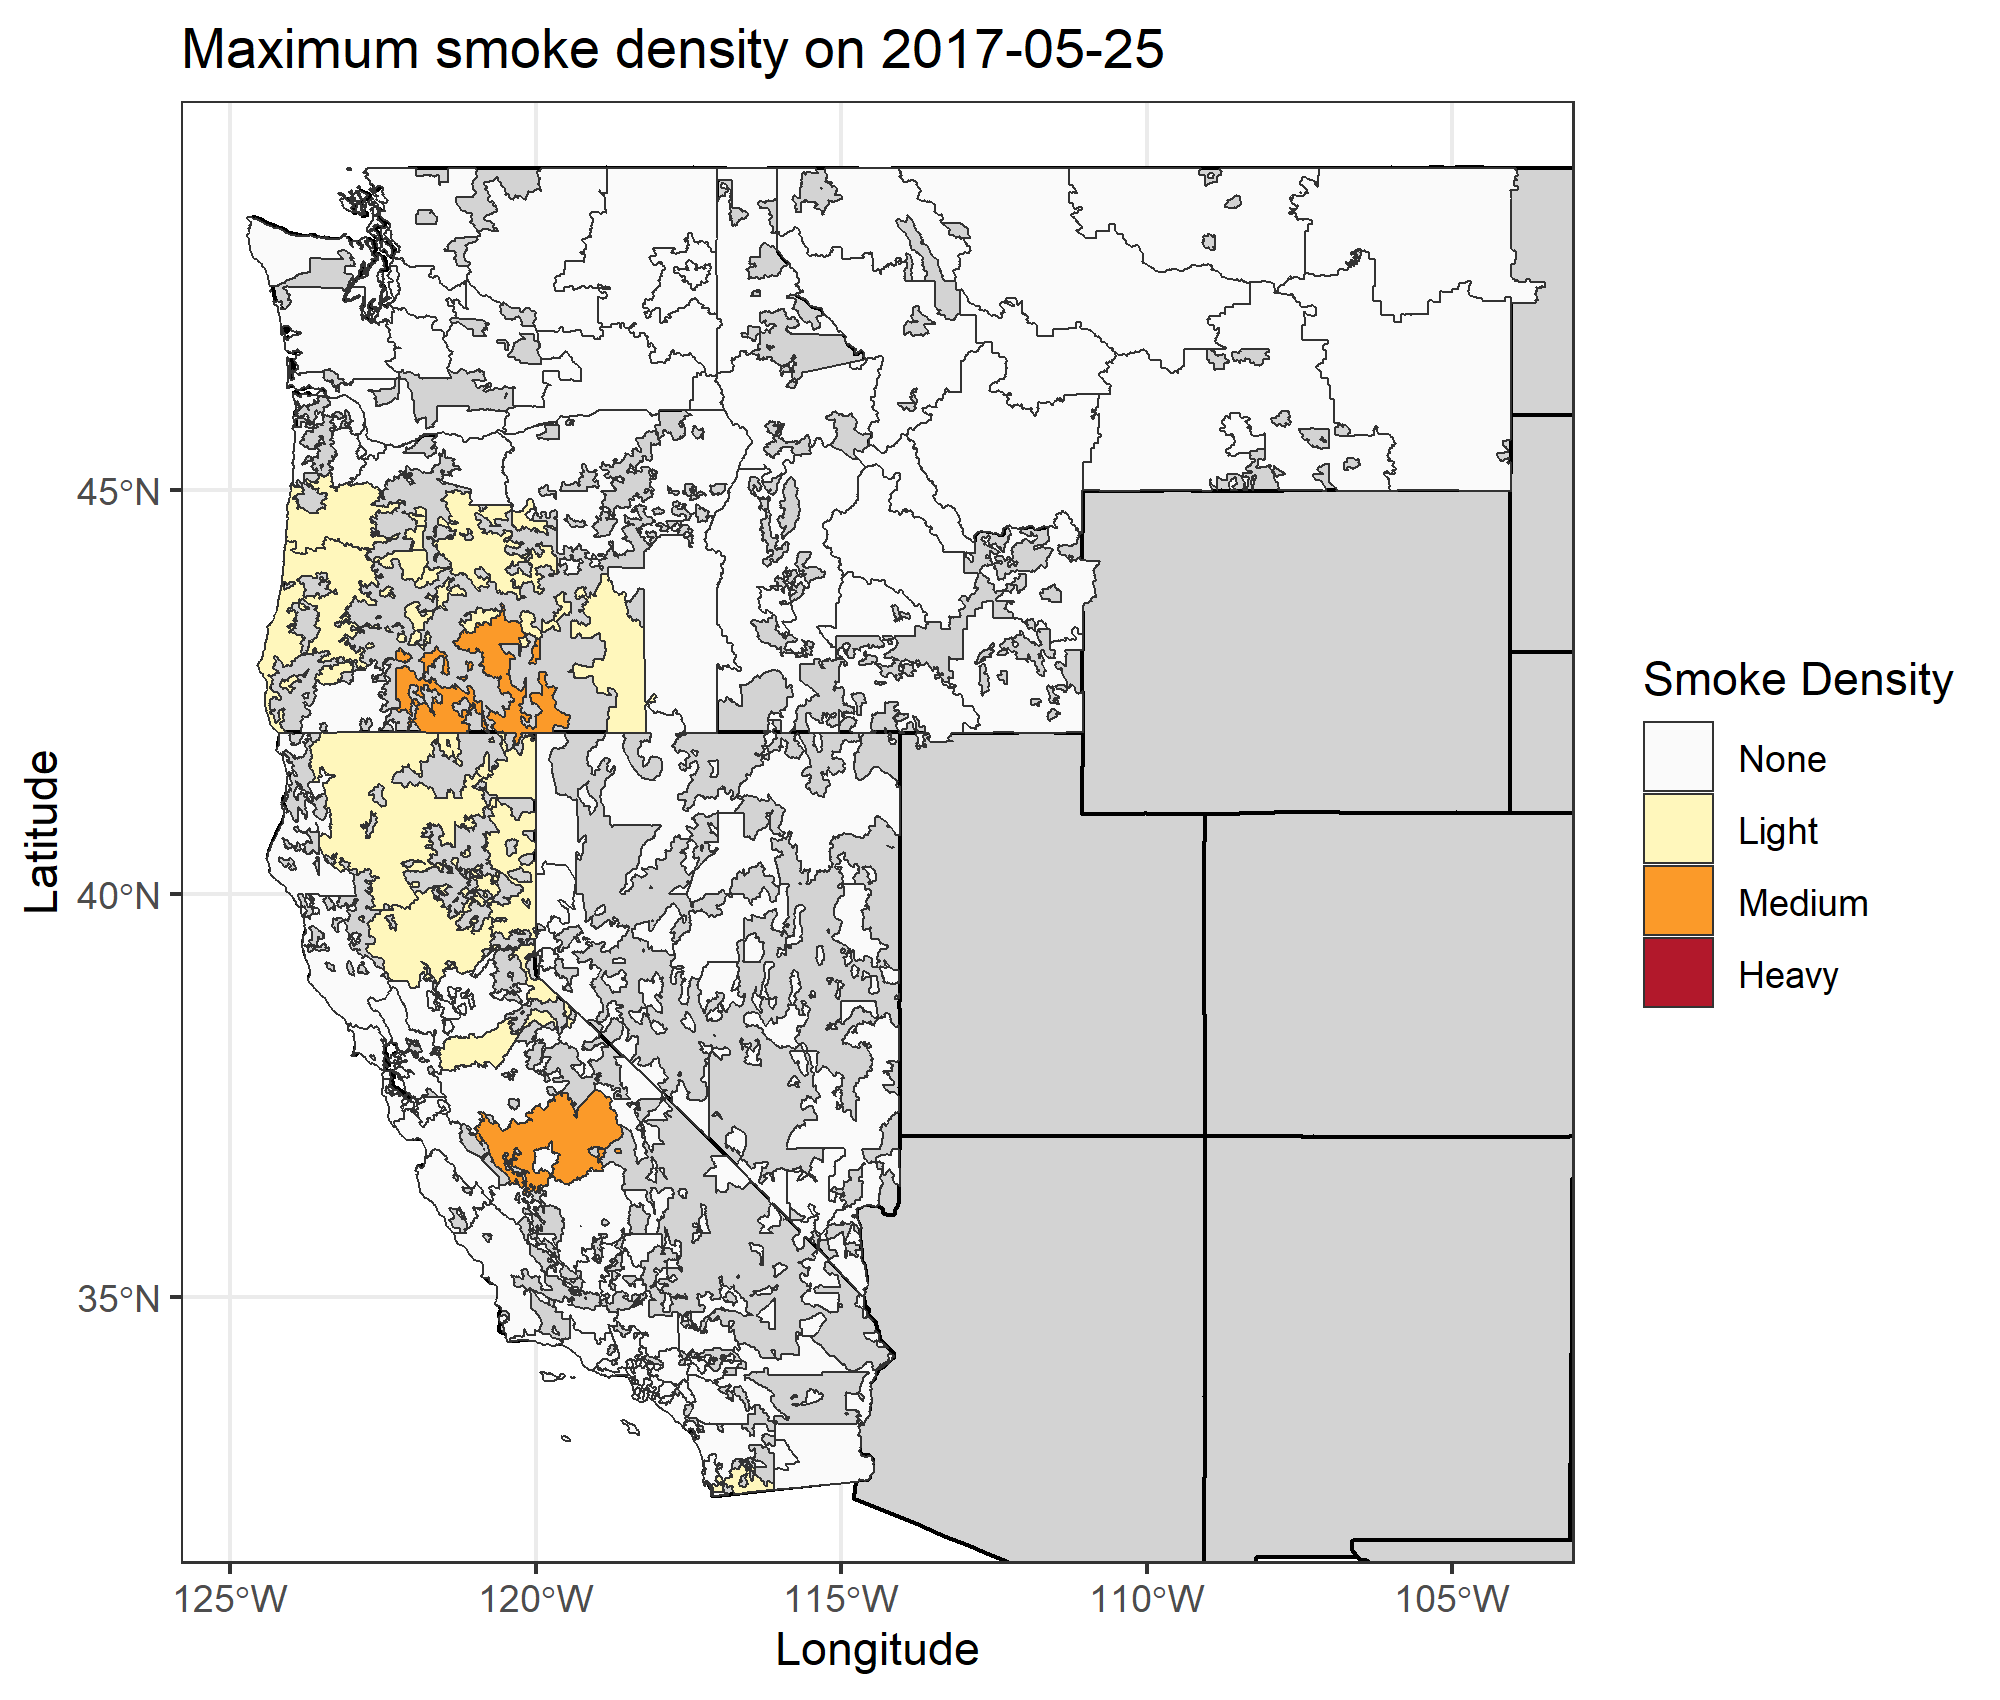 Maximum smoke density on 2017-05-25
45°N
40°N
35°N
Latitude
125°W
120°W
115°W
110°W
105°W
Longitude
Smoke Density
None
Light
Medium
Heavy